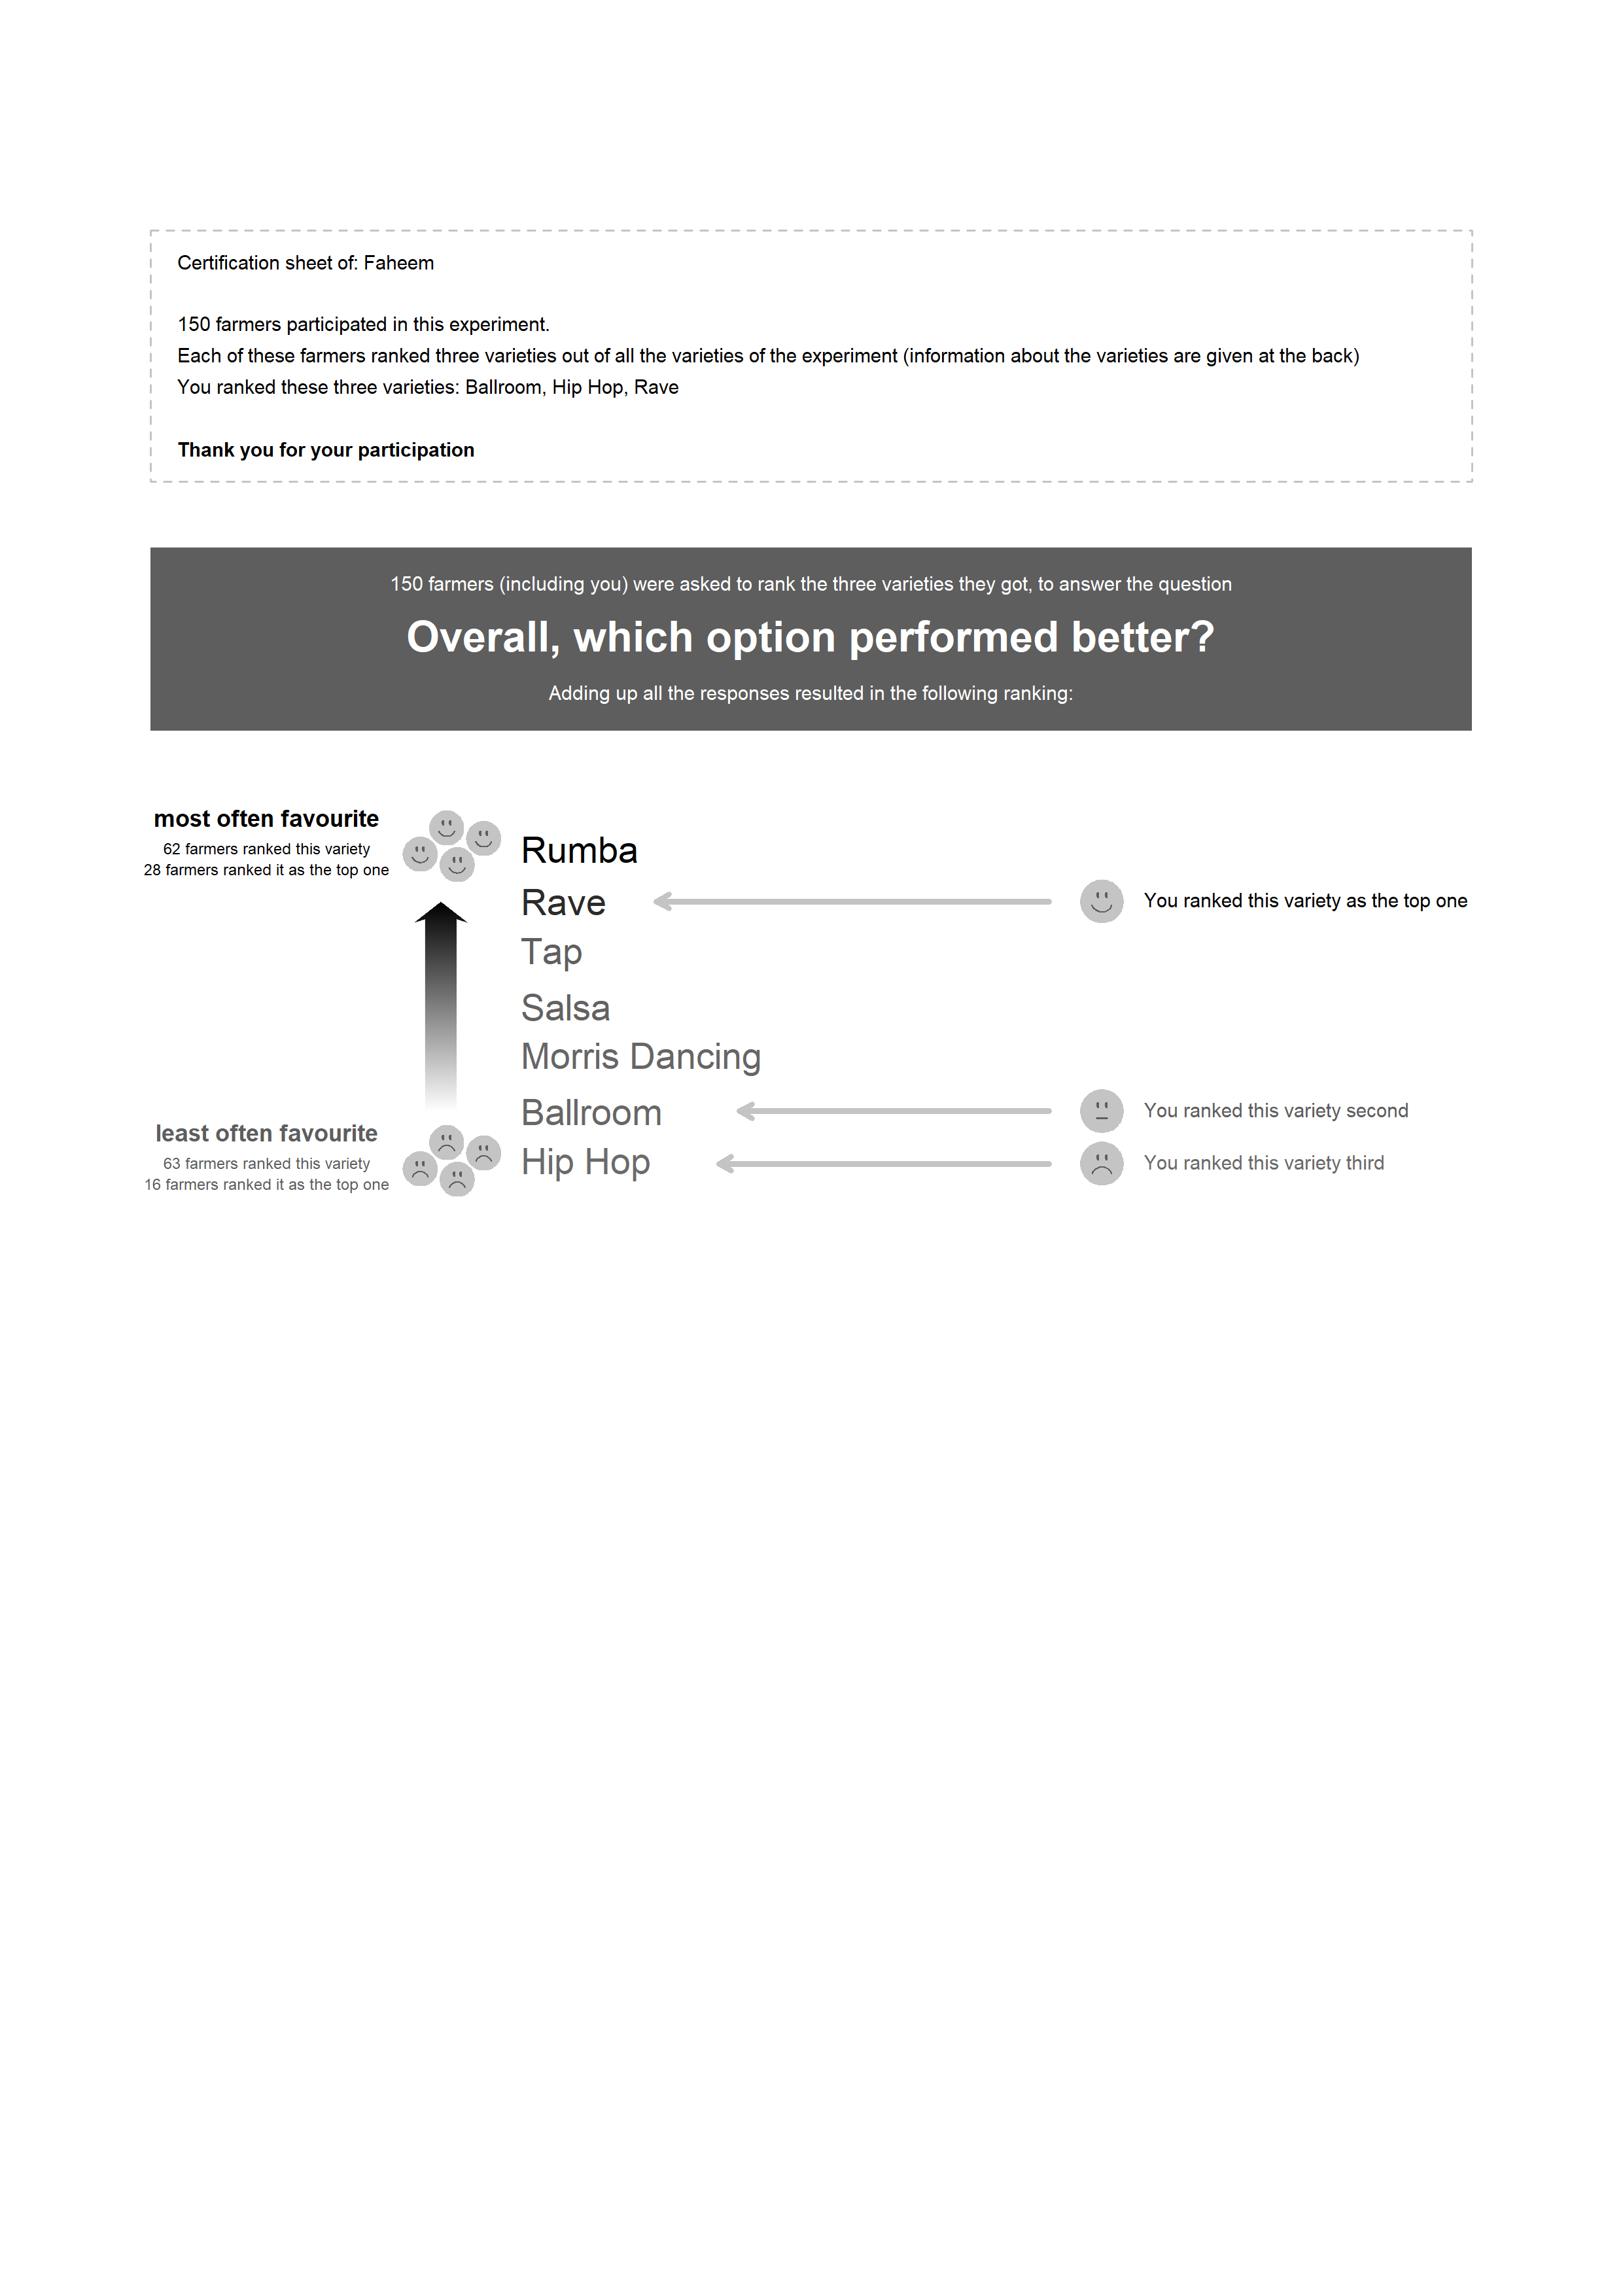 Certification sheet of: Faheem
150 farmers participated in this experiment.
Each of these farmers ranked three varieties out of all the varieties of the experiment (information about the varieties are given at the back)
You ranked these three varieties: Ballroom, Hip Hop, Rave
Thank you for your participation
150 farmers (including you) were asked to rank the three varieties they got, to answer the question
Overall, which option performed better?
Adding up all the responses resulted in the following ranking:
most often favourite
62 farmers ranked this variety
28 farmers ranked it as the top one
Rumba
Rave
You ranked this variety as the top one
Tap
Salsa
Morris Dancing
Ballroom
You ranked this variety second
least often favourite
63 farmers ranked this variety
16 farmers ranked it as the top one
Hip Hop
You ranked this variety third